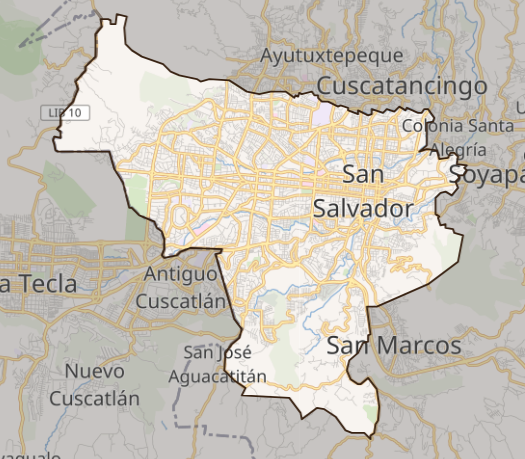 Ayutuxtepeque
Cuscatancingo
LIB 10
Colonia Santa
Alegría
San
Salvador
Soyapa
a Tecla
Antiguo
Cuscatlán
San José
Aguacatitán
San Marcos
Nuevo
Cuscatlán